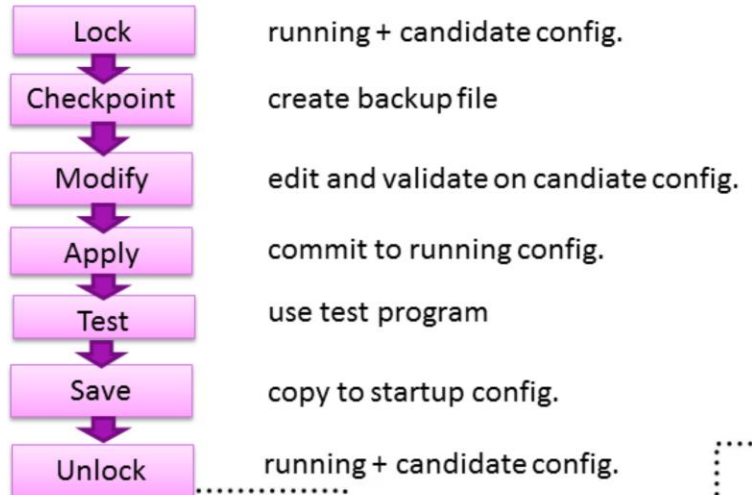 Lock running + candidate config.
Checkpoint create backup file
Modify edit and validate on candiate config.
Apply commit to running config.
Test use test program
Save copy to startup config.
Unlock running + candidate config.